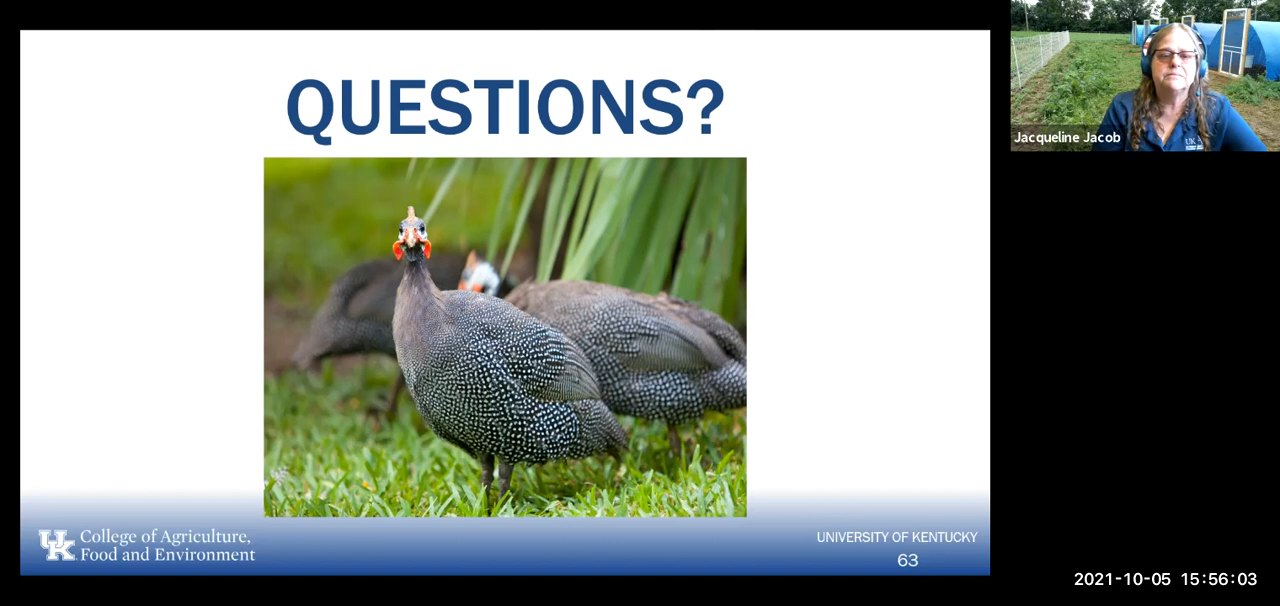 QUESTIONS?
Jacqueline Jacob
UK
College of Agriculture,
Food and Environment
UNIVERSITY OF KENTUCKY
63
2021-10-05 15:56:03